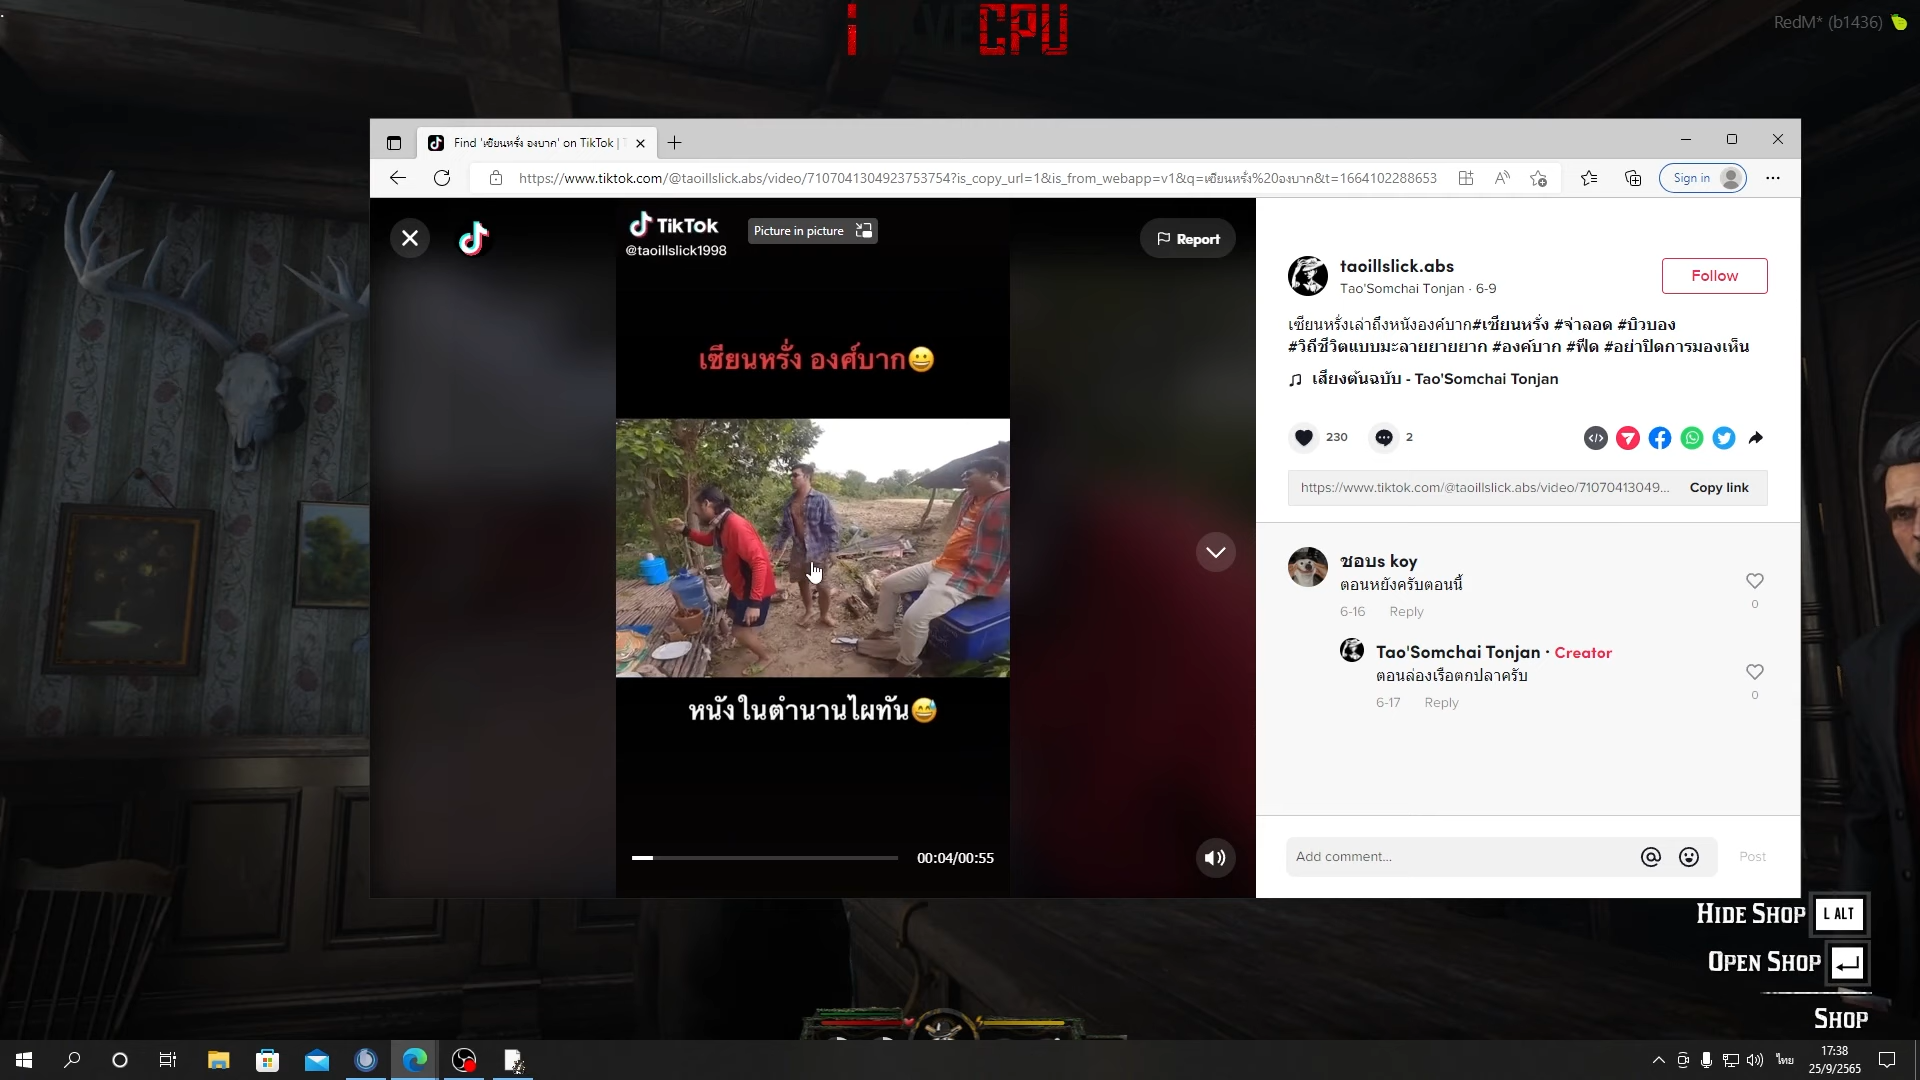 i CPU
RedM* (b1436)
Find 'เซียนหรั่ง องบาก' on TikTok |
https://www.tiktok.com/@taoillslick.abs/video/7107041304923753754?is_copy_url=1&is_from_webapp=v1&q=เซียนหรั่ง%20องบาก&t=1664102288653
Sign in
TikTok
@taoillslick1998
Picture in picture
Report
เซียนหรั่ง องศ์บาก😀
หนังในตำนานไผทัน😅
00:04/00:55
taoillslick.abs
Tao'Somchai Tonjan · 6-9
Follow
เซียนหรั่งเล่าถึงหนังองค์บาก#เซียนหรั่ง #จ่าลอด #บิวบอง
#วิถีชีวิตแบบมะลายยายยาก #องค์บาก #ฟีด #อย่าปิดการมองเห็น
เสียงต้นฉบับ - Tao'Somchai Tonjan
230
2
https://www.tiktok.com/@taoillslick.abs/video/71070413049...
Copy link
ชอบs koy
ตอนหยังครับตอนนี้
6-16 Reply
0
Tao'Somchai Tonjan · Creator
ตอนล่องเรือตกปลาครับ
6-17 Reply
0
Add comment...
Post
HIDE SHOP L ALT
OPEN SHOP
SHOP
ไทย
17:38
25/9/2565